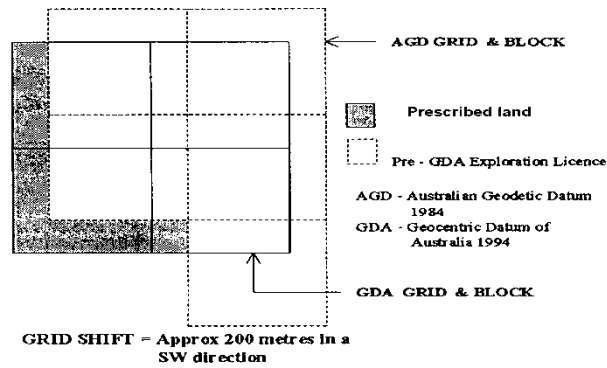 AGD GRID & BLOCK
Prescribed land
Pre - GDA Exploration Licence
AGD - Australian Geodetic Datum
1984
GDA - Geocentric Datum of
Australia 1994
GDA GRID & BLOCK
GRID SHIFT = Approx 200 metres in a
SW direction